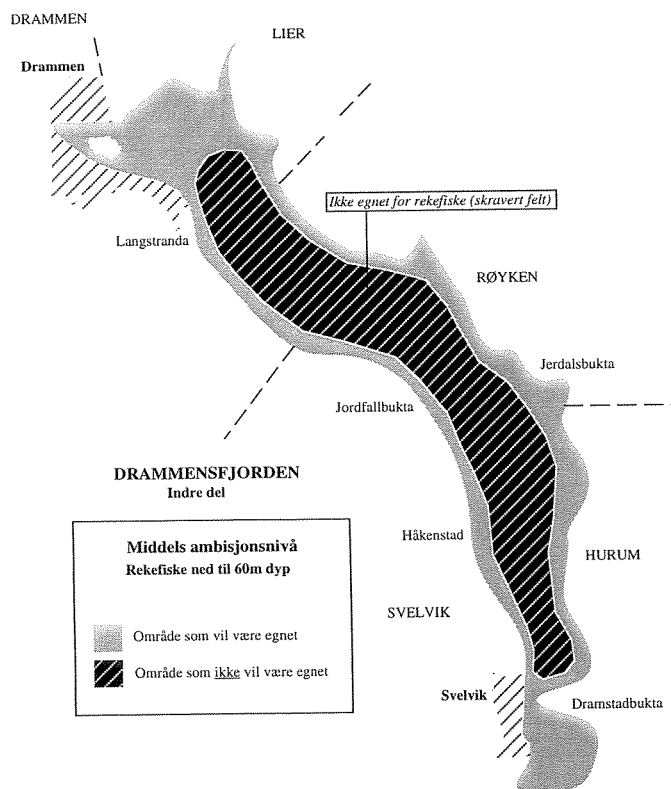 DRAMMEN
LIER
Drammen
Ikke egnet for rekefiske (skravert felt)
Langstranda
RØYKEN
Jerdalsbukta
Jordfallbukta
DRAMMENSFJORDEN
Indre del
Middels ambisjonsnivå
Rekefiske ned til 60m dyp
Område som vil være egnet
Område som ikke vil være egnet
Håkenstad
HURUM
SVELVIK
Svelvik
Dramstadbukta